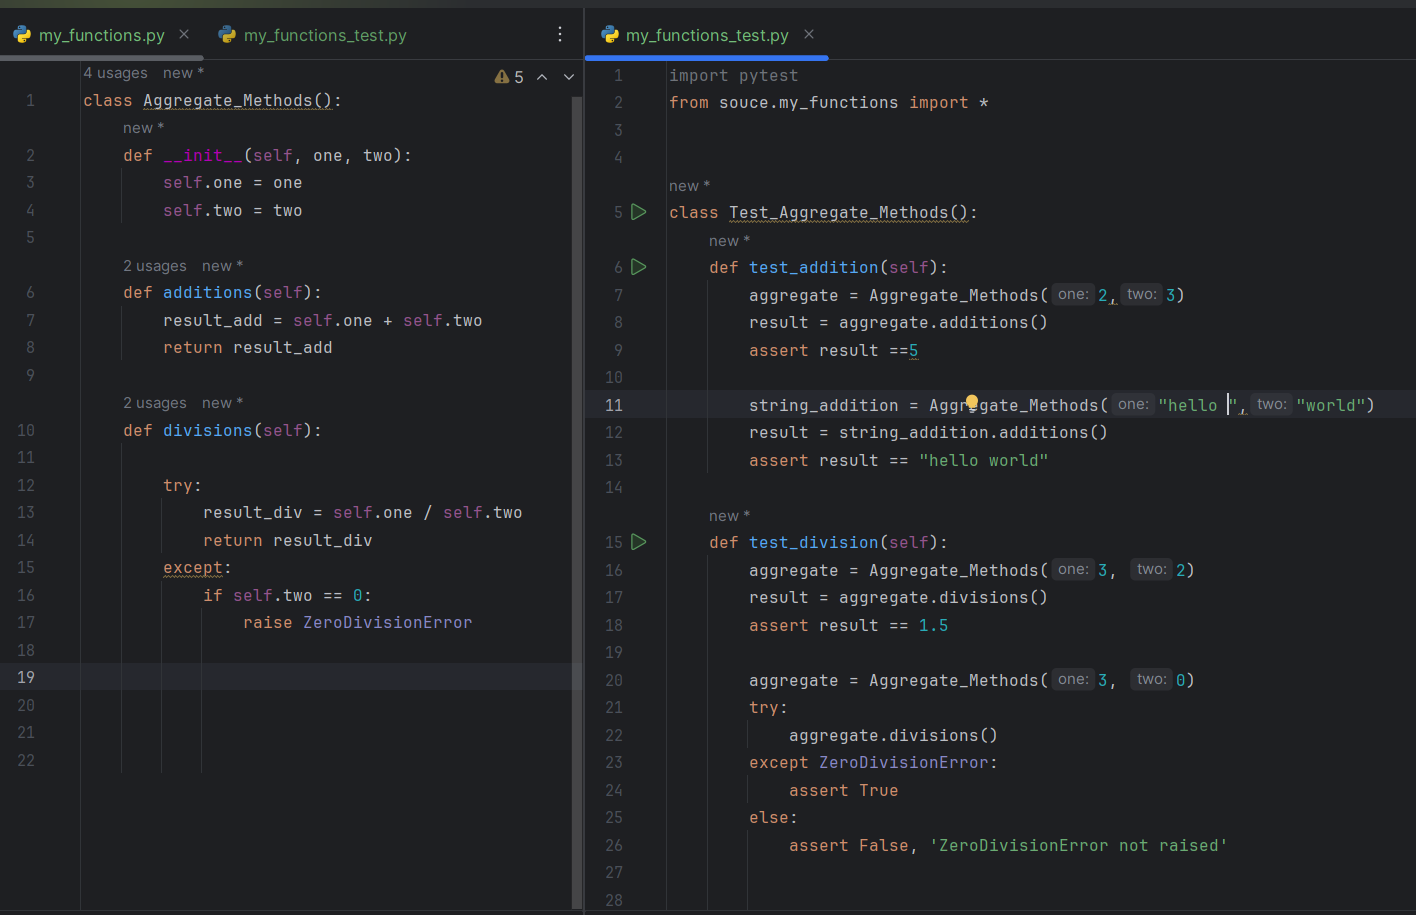 my_functions.py
my_functions_test.py
5
4 usages new *
1 class Aggregate_Methods():
new *
2 def __init__(self, one, two):
3 self.one = one
4 self.two = two
5
2 usages new *
6 def additions(self):
7 result_add = self.one + self.two
8 return result_add
9
2 usages new *
10 def divisions(self):
11
12 try:
13 result_div = self.one / self.two
14 return result_div
15 except:
16 if self.two == 0:
17 raise ZeroDivisionError
18
19
20
21
22
my_functions_test.py
1 import pytest
2 from souce.my_functions import *
3
4
new *
5 class Test_Aggregate_Methods():
new *
6 def test_addition(self):
7 aggregate = Aggregate_Methods( one: 2, two: 3)
8 result = aggregate.additions()
9 assert result ==5
10
11 string_addition = Aggregate_Methods( one: "hello ", two: "world")
12 result = string_addition.additions()
13 assert result == "hello world"
14
new *
15 def test_division(self):
16 aggregate = Aggregate_Methods( one: 3, two: 2)
17 result = aggregate.divisions()
18 assert result == 1.5
19
20 aggregate = Aggregate_Methods( one: 3, two: 0)
21 try:
22 aggregate.divisions()
23 except ZeroDivisionError:
24 assert True
25 else:
26 assert False, 'ZeroDivisionError not raised'
27
28